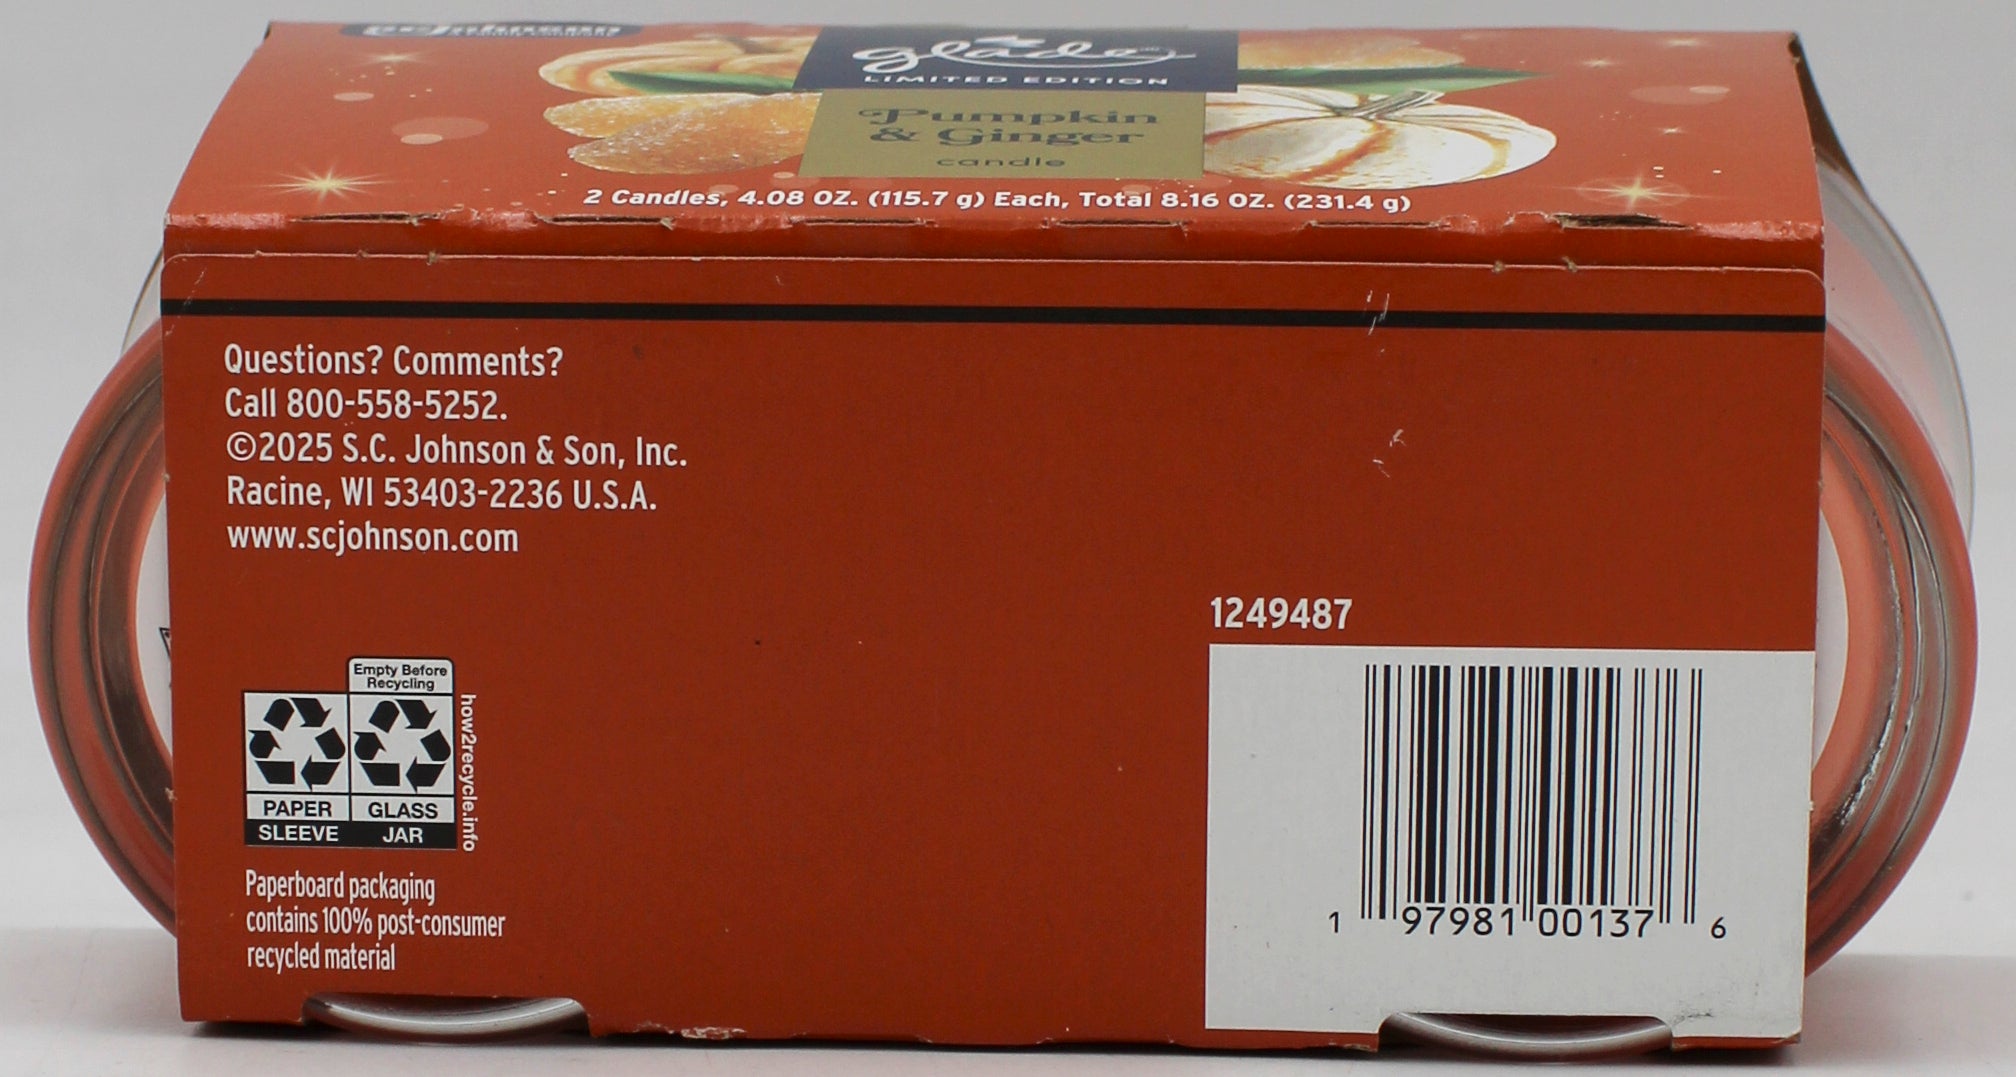 SCJohnson
glade
LIMITED EDITION
Pumpkin
& Ginger
candle
2 Candles, 4.08 OZ. (115.7 g) Each, Total 8.16 OZ. (231.4 g)
Questions? Comments?
Call 800-558-5252.
©2025 S.C. Johnson & Son, Inc.
Racine, WI 53403-2236 U.S.A.
www.scjohnson.com
Empty Before
Recycling
PAPER GLASS
SLEEVE JAR
how2recycle.info
Paperboard packaging
contains 100% post-consumer
recycled material
1249487
1 97981 00137 6